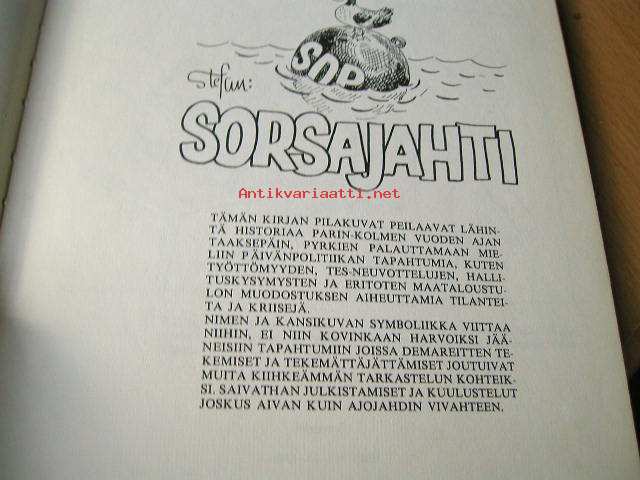 SDP
stefun:
SORSAJAHTI
Antikvariaatti.net
TÄMÄN KIRJAN PILAKUVAT PEILAAVAT LÄHIN-
TÄ HISTORIAA PARIN-KOLMEN VUODEN AJAN
TAAKSEPÄIN, PYRKIEN PALAUTTAMAAN MIE-
LIIN PÄIVÄNPOLITIIKAN TAPAHTUMIA, KUTEN
TYÖTTÖMYYDEN, TES-NEUVOTTELUJEN, HALLI-
TUSKYSYMYSTEN JA ERITOTEN MAATALOUSTU-
LON MUODOSTUKSEN AIHEUTTAMIA TILANTEI-
TA JA KRIISEJÄ.
NIMEN JA KANSIKUVAN SYMBOLIIKKA VIITTAA
NIIHIN, EI NIIN KOVINKAAN HARVOIKSI JÄÄ-
NEISIIN TAPAHTUMIIN JOISSA DEMAREITTEN TE-
KEMISET JA TEKEMÄTTÄJÄTTÄMISET JOUTUIVAT
MUITA KIIHKEÄMMÄN TARKASTELUN KOHTEIK-
SI. SAIVATHAN JULKISTAMISET JA KUULUSTELUT
JOSKUS AIVAN KUIN AJOJAHDIN VIVAHTEEN.